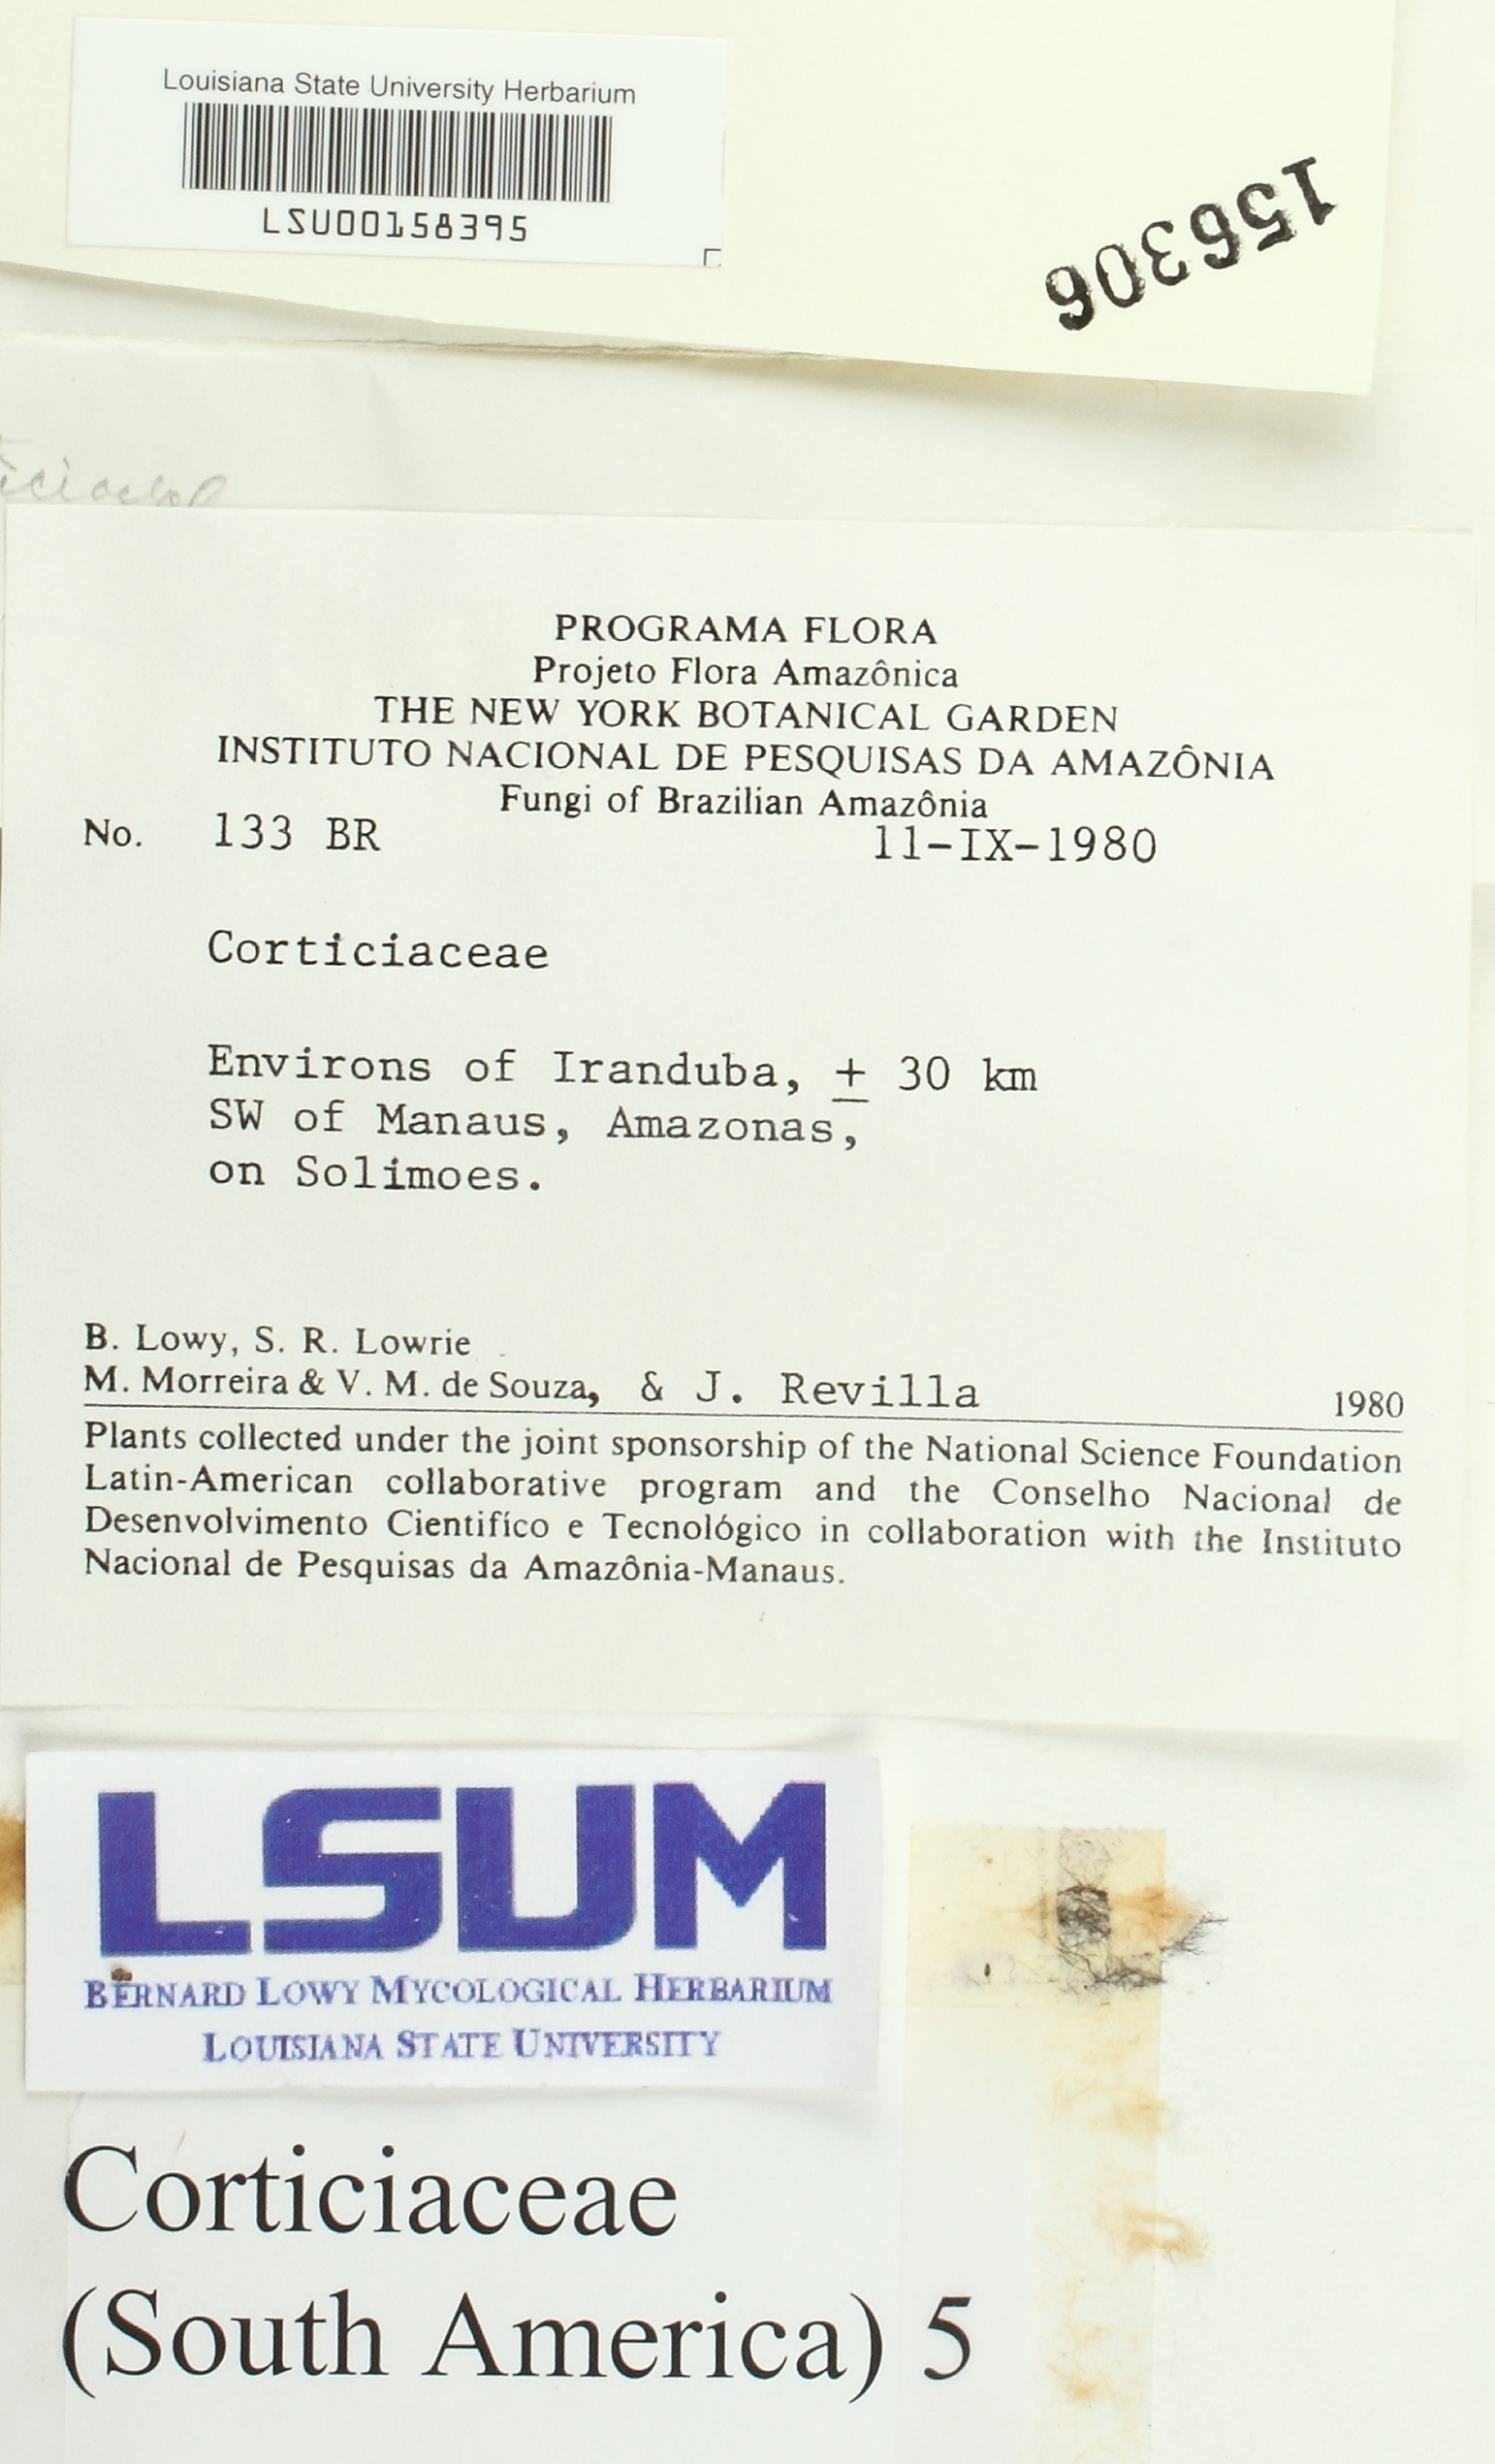 Louisiana State University Herbarium
LSU00158395
156306
PROGRAMA FLORA
Projeto Flora Amazônica
THE NEW YORK BOTANICAL GARDEN
INSTITUTO NACIONAL DE PESQUISAS DA AMAZÔNIA
Fungi of Brazilian Amazônia
No. 133 BR 11-IX-1980
Corticiaceae
Environs of Iranduba, ± 30 km
SW of Manaus, Amazonas,
on Solimoes.
B. Lowy, S. R. Lowrie
M. Morreira & V. M. de Souza, & J. Revilla 1980
Plants collected under the joint sponsorship of the National Science Foundation
Latin-American collaborative program and the Conselho Nacional de
Desenvolvimento Cientifíco e Tecnológico in collaboration with the Instituto
Nacional de Pesquisas da Amazônia-Manaus.
LSUM
BERNARD LOWY MYCOLOGICAL HERBARIUM
LOUISIANA STATE UNIVERSITY
Corticiaceae
(South America) 5